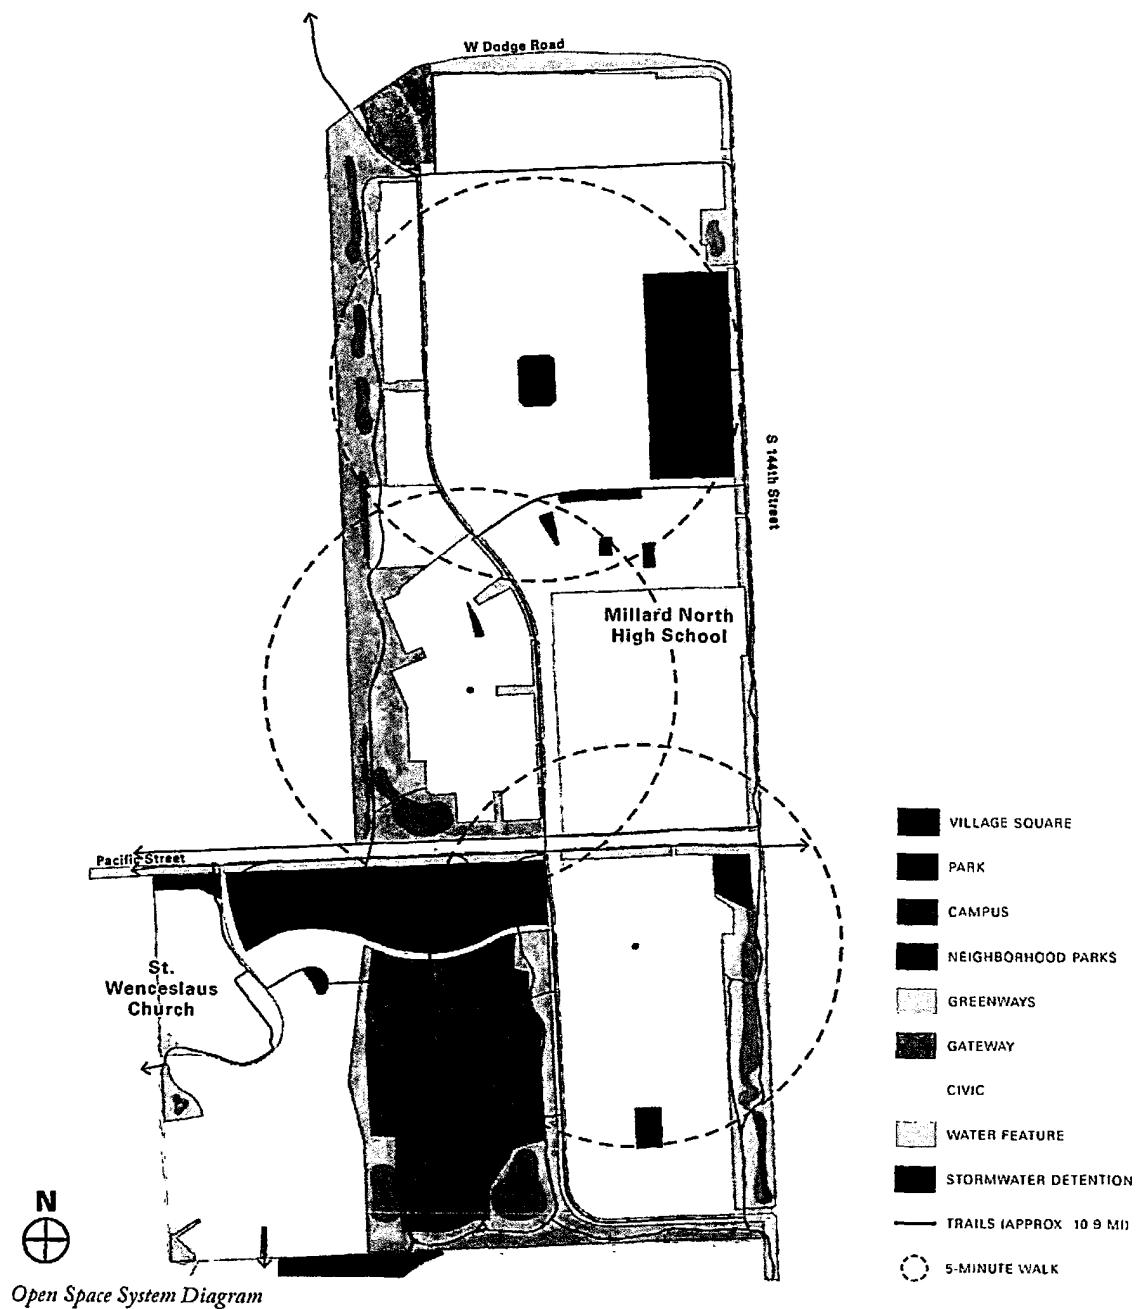 W Dodge Road
S 144th Street
Millard North
High School
Pacific Street
St.
Wenceslaus
Church
VILLAGE SQUARE
PARK
CAMPUS
NEIGHBORHOOD PARKS
GREENWAYS
GATEWAY
CIVIC
WATER FEATURE
STORMWATER DETENTION
TRAILS (APPROX 10 9 MI)
5-MINUTE WALK
N
Open Space System Diagram